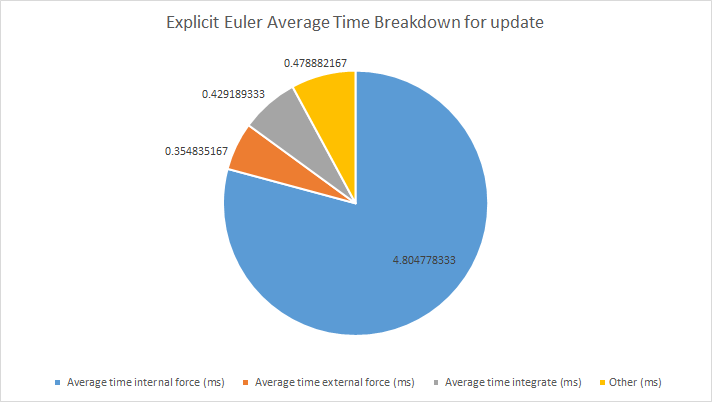 Explicit Euler Average Time Breakdown for update
0.478882167
0.429189333
0.354835167
4.804778333
Average time internal force (ms)
Average time external force (ms)
Average time integrate (ms)
Other (ms)